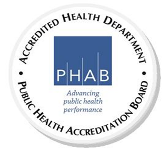 • ACCREDITED HEALTH DEPARTMENT •
PHAB
Advancing
public health
performance
PUBLIC HEALTH ACCREDITATION BOARD